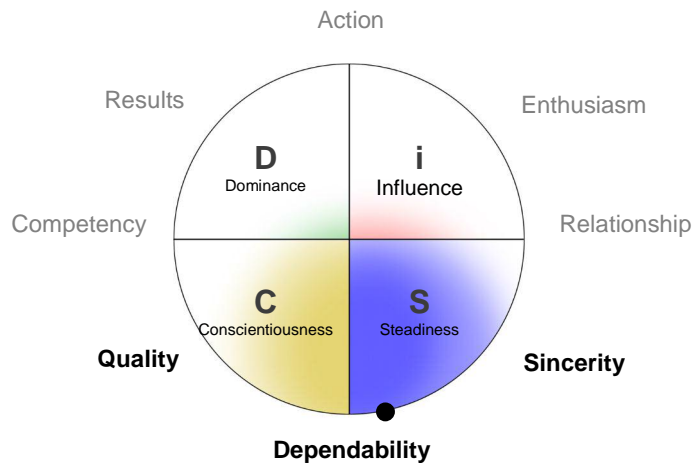 Action
Results
Enthusiasm
D
Dominance
i
Influence
Competency
Relationship
C
Conscientiousness
S
Steadiness
Quality
Sincerity
Dependability